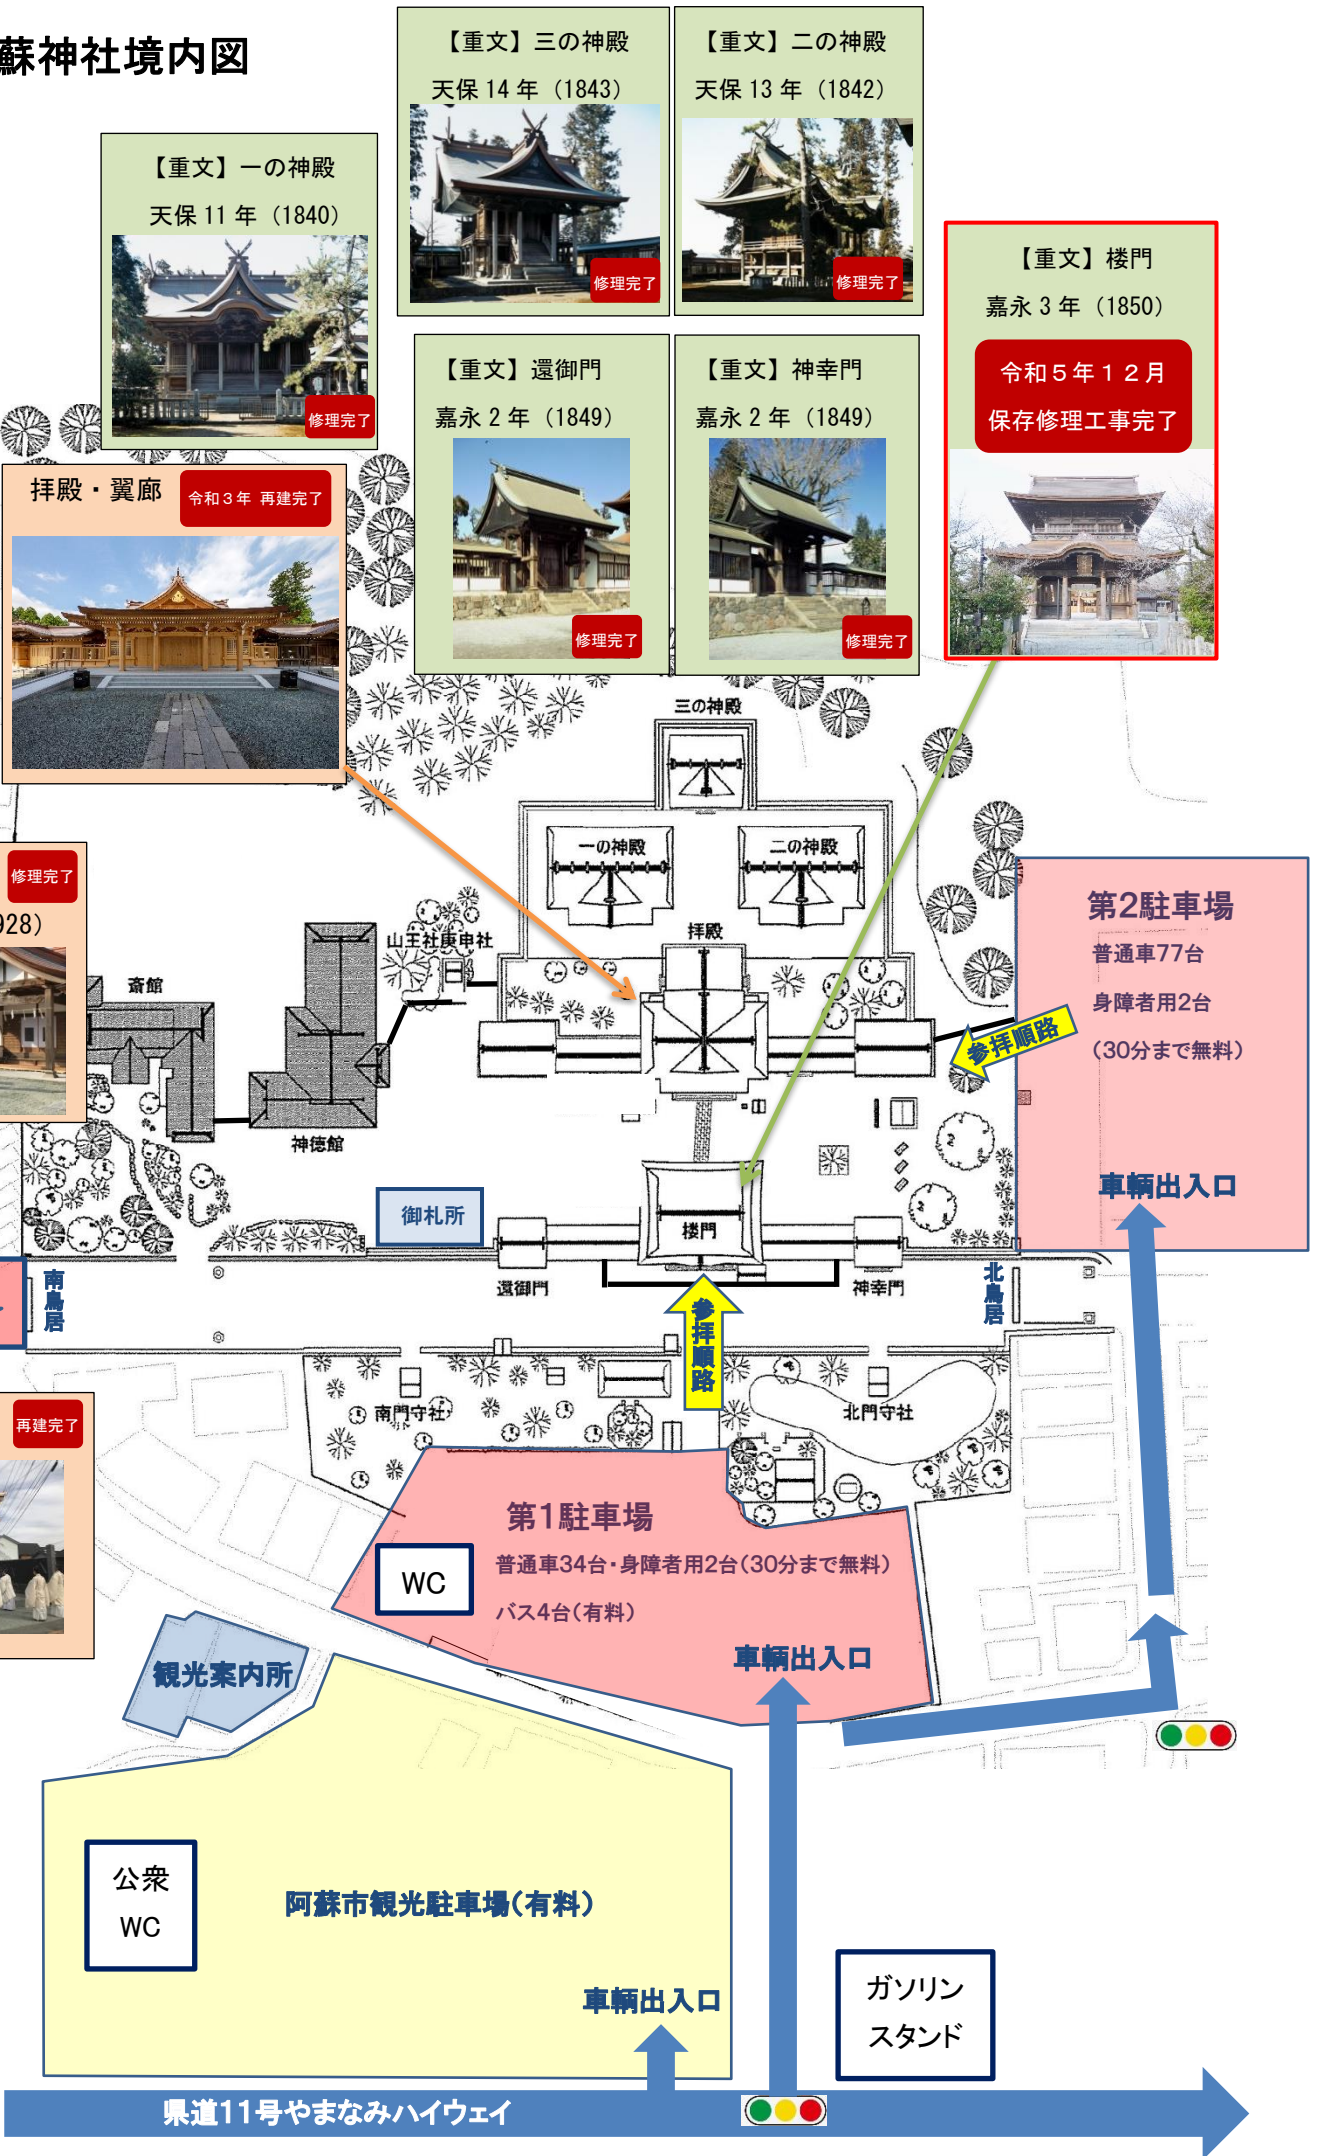 蘇神社境内図
【重文】三の神殿
天保14年（1843）
修理完了
【重文】二の神殿
天保13年（1842）
修理完了
【重文】一の神殿
天保11年（1840）
修理完了
【重文】楼門
嘉永3年（1850）
令和５年１２月
保存修理工事完了
【重文】還御門
嘉永2年（1849）
修理完了
【重文】神幸門
嘉永2年（1849）
修理完了
拝殿・翼廊
令和３年 再建完了
三の神殿
一の神殿
二の神殿
修理完了
928）
山王社庚申社
拝殿
斎館
神徳館
第2駐車場
普通車77台
身障者用2台
（30分まで無料）
参拝順路
車輌出入口
御札所
楼門
還御門
神幸門
南鳥居
北鳥居
参拝順路
南門守社
北門守社
再建完了
第1駐車場
普通車34台・身障者用2台（30分まで無料）
バス4台（有料）
WC
車輌出入口
観光案内所
公衆
WC
阿蘇市観光駐車場（有料）
車輌出入口
ガソリン
スタンド
県道11号やまなみハイウェイ